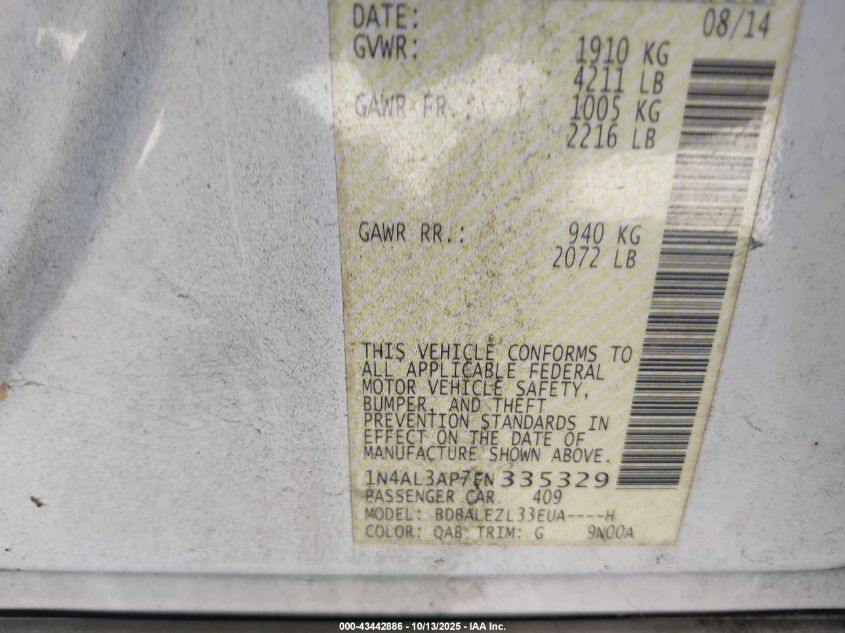 DATE: 08/14
GVWR: 1910 KG
4211 LB
GAWR FR.: 1005 KG
2216 LB
GAWR RR.: 940 KG
2072 LB
THIS VEHICLE CONFORMS TO
ALL APPLICABLE FEDERAL
MOTOR VEHICLE SAFETY,
BUMPER, AND THEFT
PREVENTION STANDARDS IN
EFFECT ON THE DATE OF
MANUFACTURE SHOWN ABOVE.
1N4AL3AP7FN335329
PASSENGER CAR 409
MODEL: BDBALEZL33EUA----H
COLOR: QAB TRIM: G 9N00A
000-43442886 - 10/13/2025 - IAA Inc.